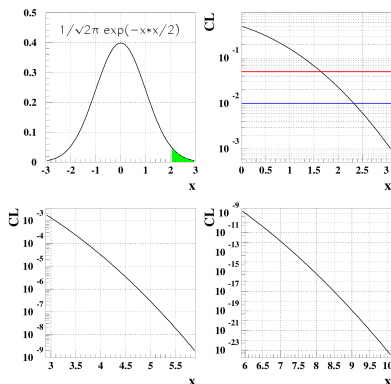 1/√2π exp(−x*x/2)
0.5
0.4
0.3
0.2
0.1
0
-3 -2 -1 0 1 2 3
x
CL
10 -1
10 -2
10 -3
0 0.5 1 1.5 2 2.5 3
x
CL
10 -3
10 -4
10 -5
10 -6
10 -7
10 -8
10 -9
3 3.5 4 4.5 5 5.5
x
CL
10 -9
10 -11
10 -13
10 -15
10 -17
10 -19
10 -21
10 -23
6 6.5 7 7.5 8 8.5 9 9.5 10
x